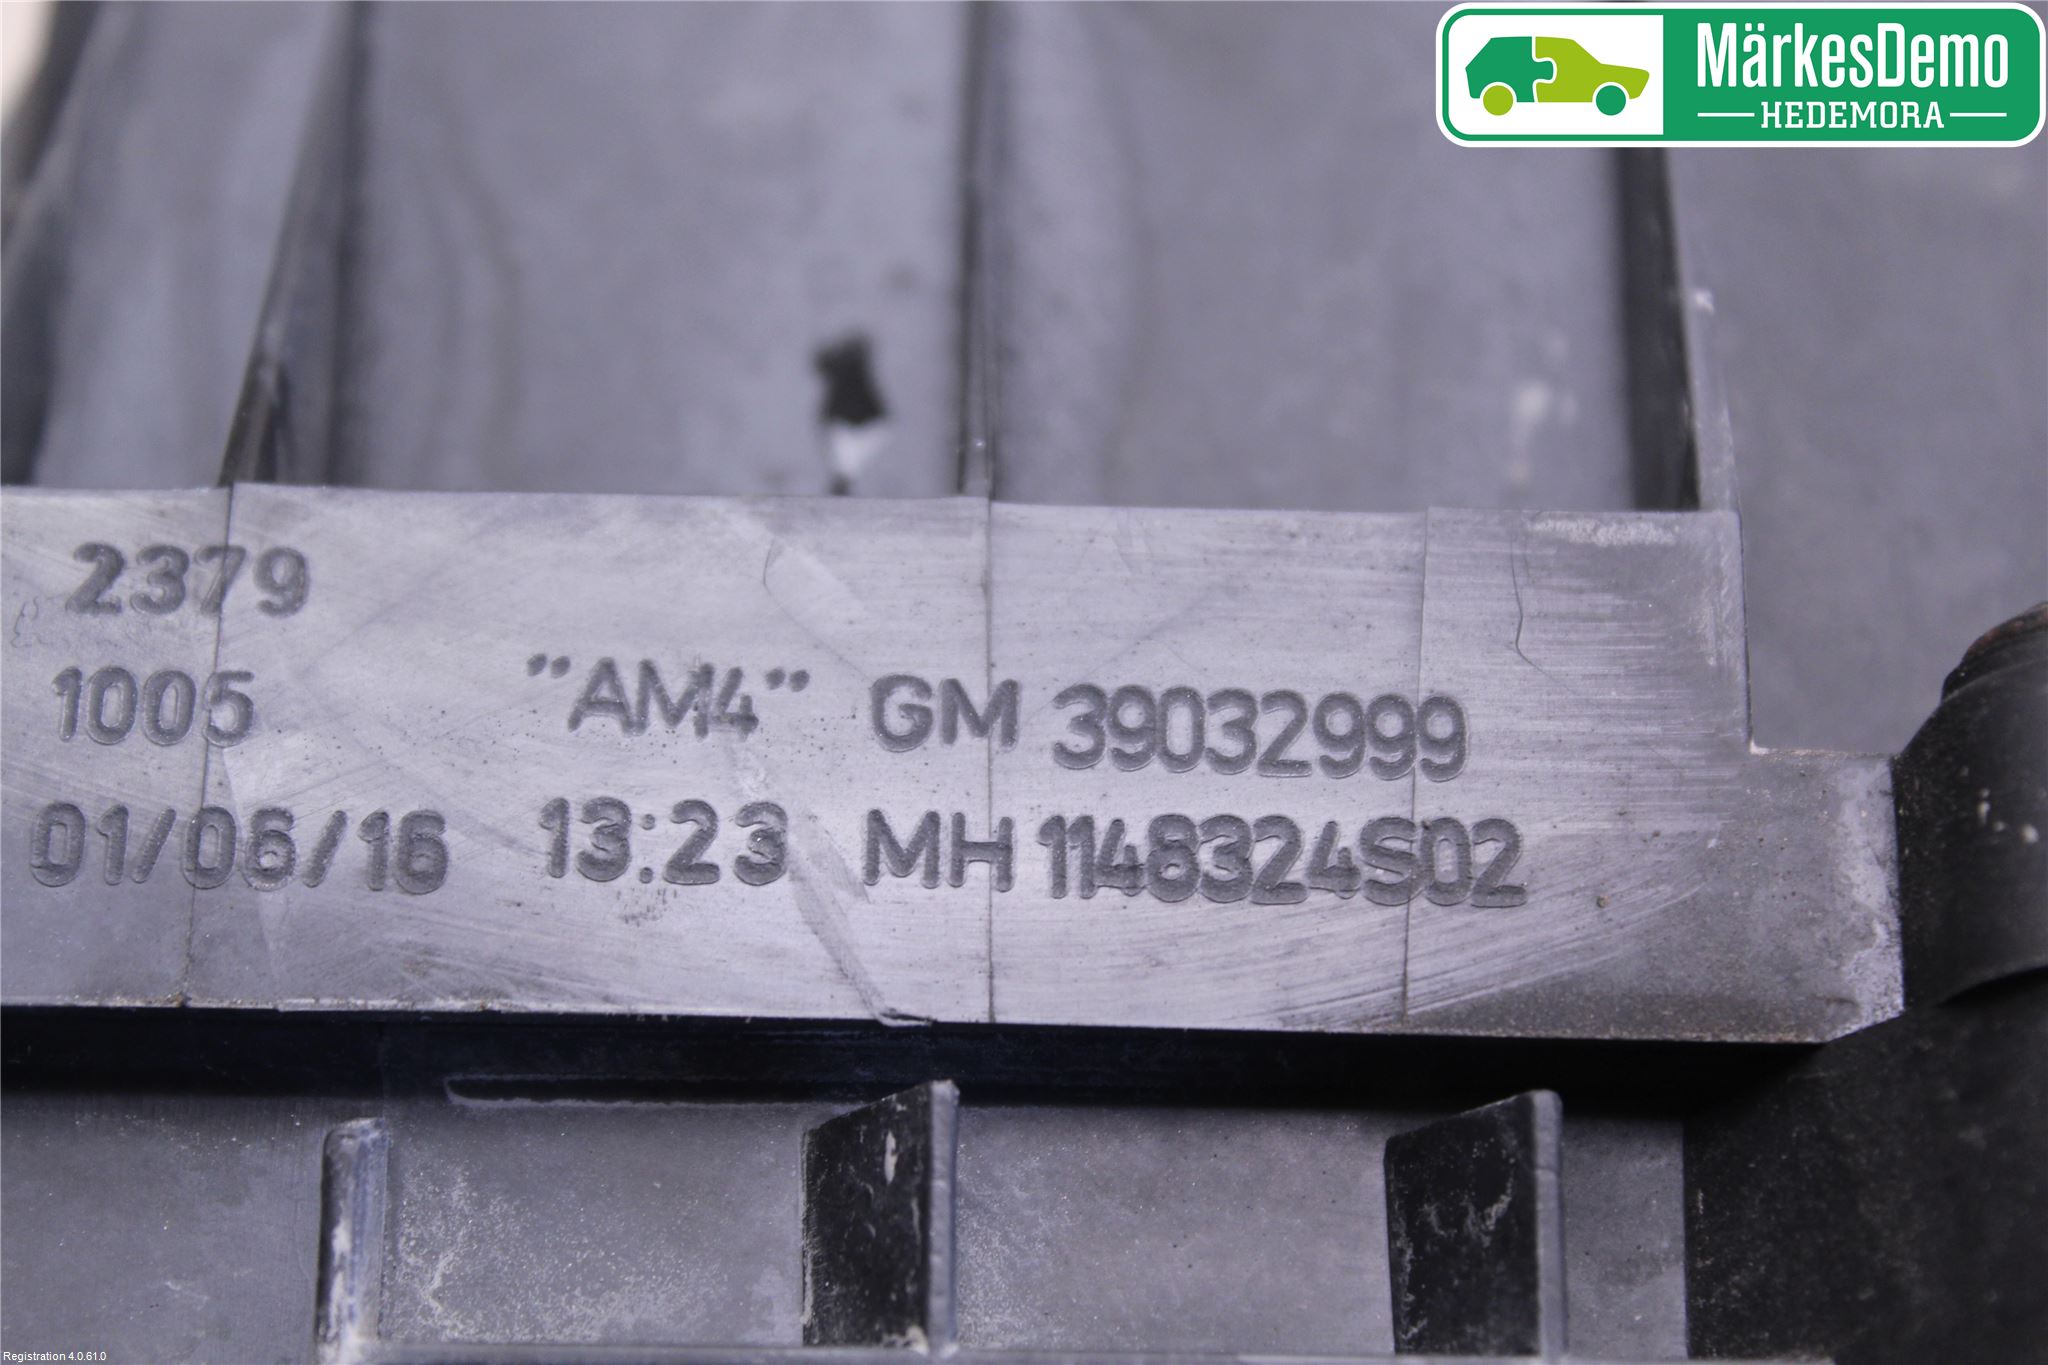 MärkesDemo
HEDEMORA
2379
1005 "AM4" GM 39032999
01/06/16 13:23 MH 1148324S02
Registration 4.0.61.0